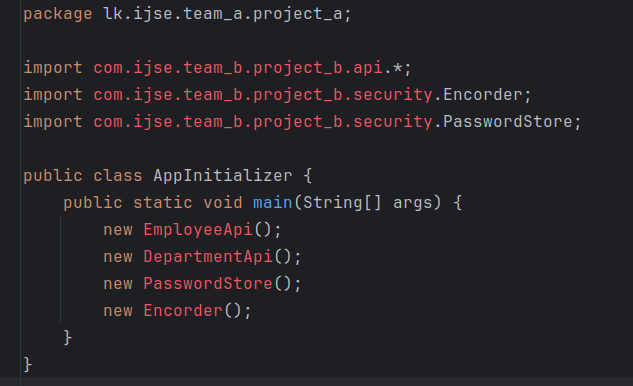 package lk.ijse.team_a.project_a;
import com.ijse.team_b.project_b.api.*;
import com.ijse.team_b.project_b.security.Encorder;
import com.ijse.team_b.project_b.security.PasswordStore;
public class AppInitializer {
    public static void main(String[] args) {
        new EmployeeApi();
        new DepartmentApi();
        new PasswordStore();
        new Encorder();
    }
}